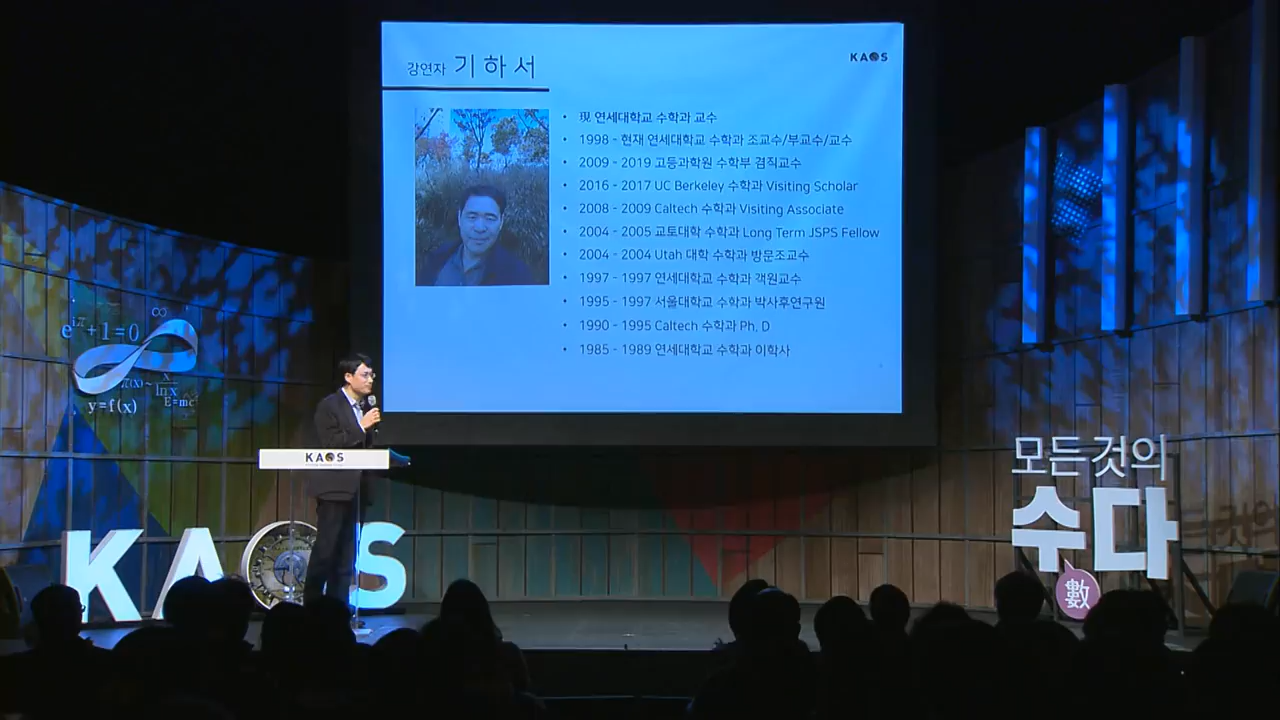 강연자 기하서
KAOS
• 現 연세대학교 수학과 교수
• 1998 - 현재 연세대학교 수학과 조교수/부교수/교수
• 2009 - 2019 고등과학원 수학부 겸직교수
• 2016 - 2017 UC Berkeley 수학과 Visiting Scholar
• 2008 - 2009 Caltech 수학과 Visiting Associate
• 2004 - 2005 교토대학 수학과 Long Term JSPS Fellow
• 2004 - 2004 Utah 대학 수학과 방문조교수
• 1997 - 1997 연세대학교 수학과 객원교수
• 1995 - 1997 서울대학교 수학과 박사후연구원
• 1990 - 1995 Caltech 수학과 Ph. D
• 1985 - 1989 연세대학교 수학과 이학사
∞
e^iπ+1=0
π(x)~x/ln x
E=mc²
y=f(x)
KAOS
KAOS
모든 것의
수다
數